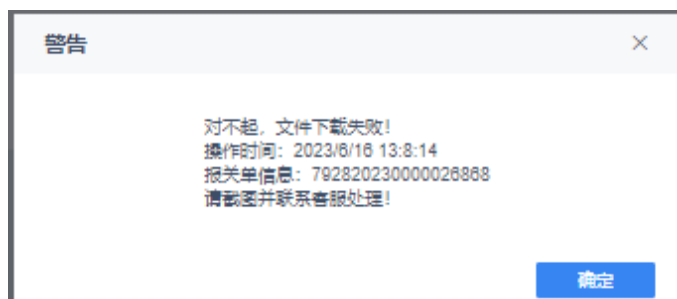 警告
对不起，文件下载失败！
操作时间：2023/6/16 13:8:14
报关单信息：792820230000026868
请截图并联系客服处理！
确定